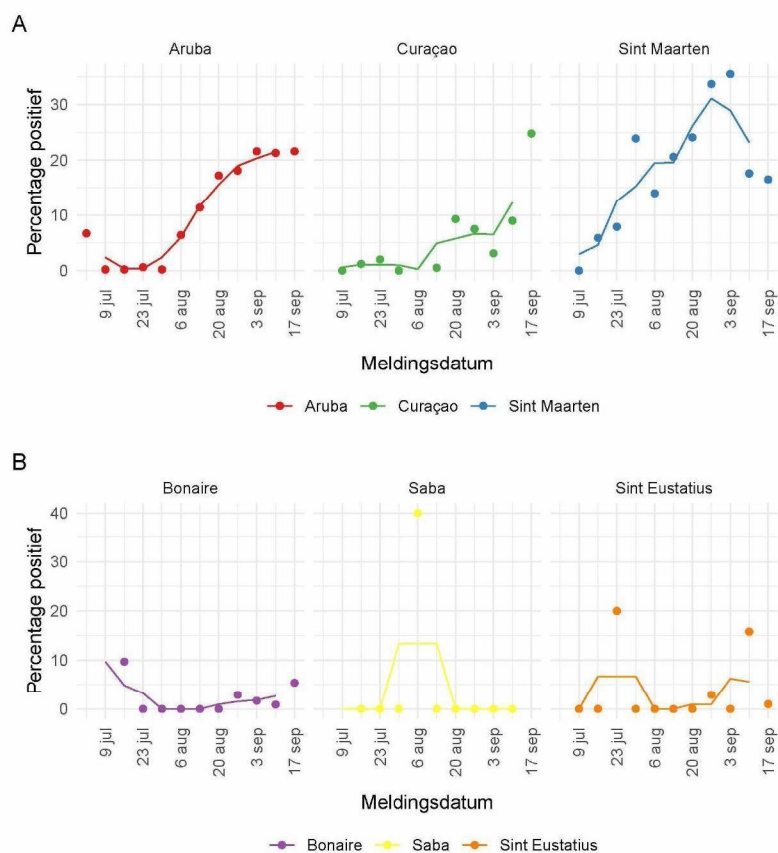 A
Aruba
Curaçao
Sint Maarten
Percentage positief
30
20
10
0
9 jul
23 jul
6 aug
20 aug
3 sep
17 sep
9 jul
23 jul
6 aug
20 aug
3 sep
17 sep
9 jul
23 jul
6 aug
20 aug
3 sep
17 sep
Meldingsdatum
Aruba Curaçao Sint Maarten
B
Bonaire
Saba
Sint Eustatius
Percentage positief
40
30
20
10
0
9 jul
23 jul
6 aug
20 aug
3 sep
17 sep
9 jul
23 jul
6 aug
20 aug
3 sep
17 sep
9 jul
23 jul
6 aug
20 aug
3 sep
17 sep
Meldingsdatum
Bonaire Saba Sint Eustatius